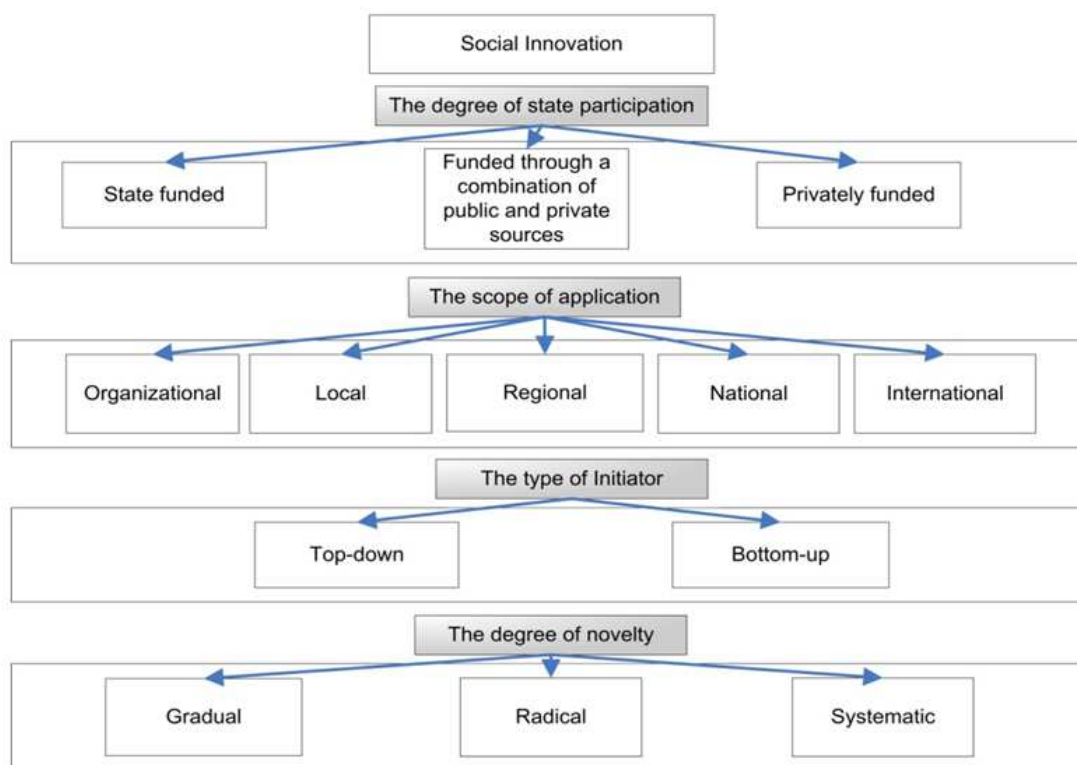 Social Innovation
The degree of state participation
State funded
Funded through a
combination of
public and private
sources
Privately funded
The scope of application
Organizational
Local
Regional
National
International
The type of Initiator
Top-down
Bottom-up
The degree of novelty
Gradual
Radical
Systematic